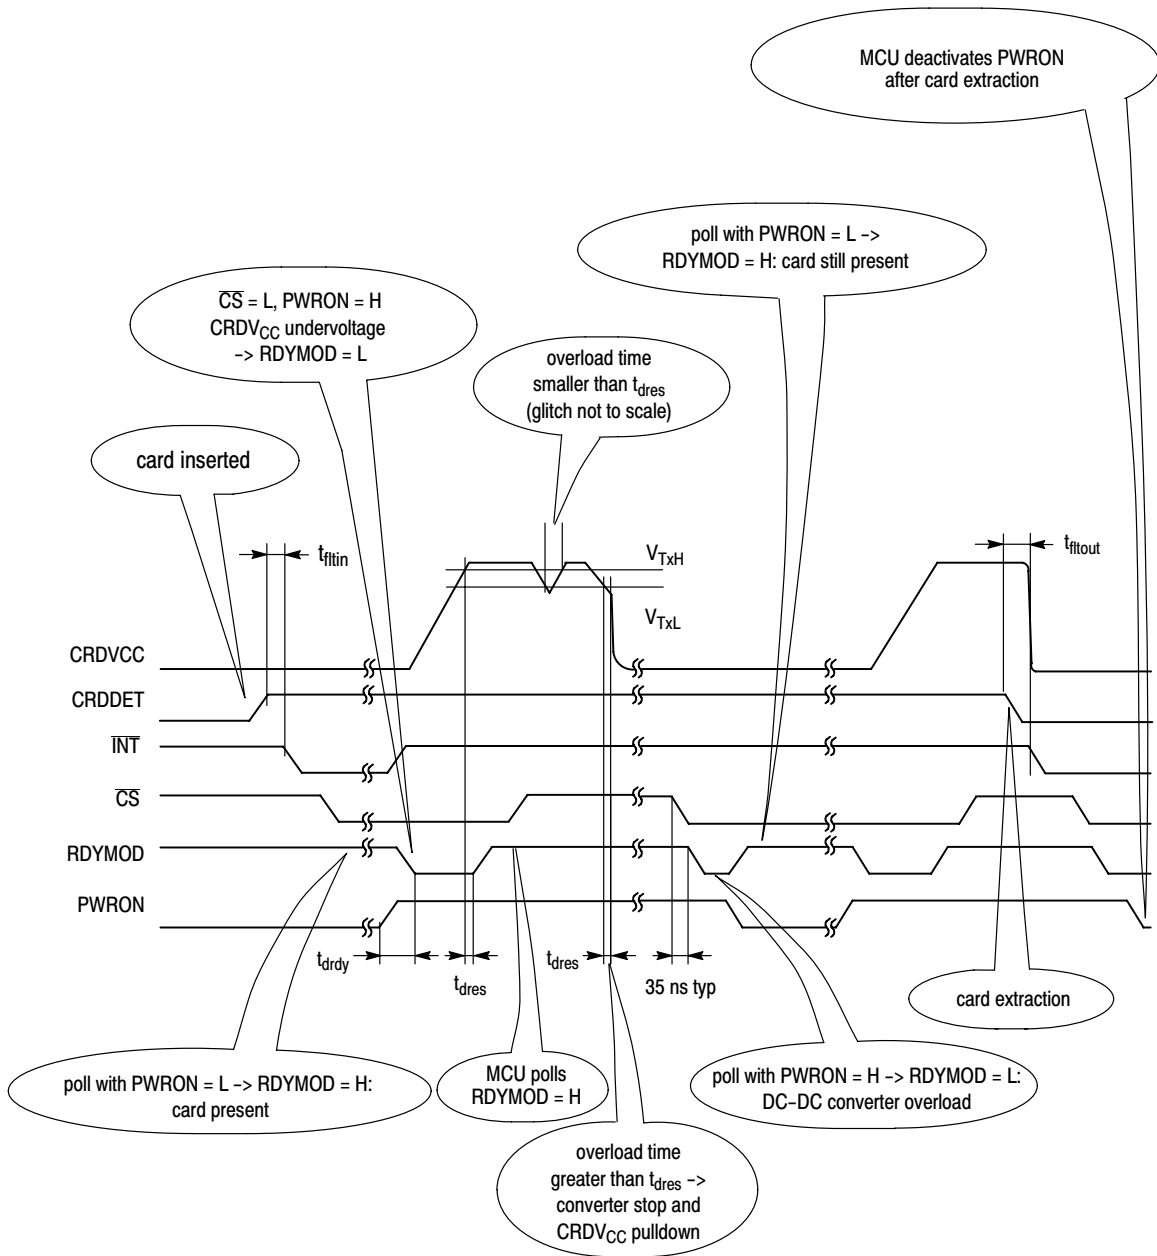 MCU deactivates PWRON
after card extraction
poll with PWRON = L ->
RDYMOD = H: card still present
CS = L, PWRON = H
CRDVCC undervoltage
-> RDYMOD = L
overload time
smaller than tdres
(glitch not to scale)
card inserted
tfltin
VTxH
tfltout
VTxL
CRDVCC
CRDDET
INT
CS
RDYMOD
PWRON
tdrdy
tdres
tdres
35 ns typ
card extraction
poll with PWRON = L -> RDYMOD = H:
card present
MCU polls
RDYMOD = H
poll with PWRON = H -> RDYMOD = L:
DC-DC converter overload
overload time
greater than tdres ->
converter stop and
CRDVCC pulldown